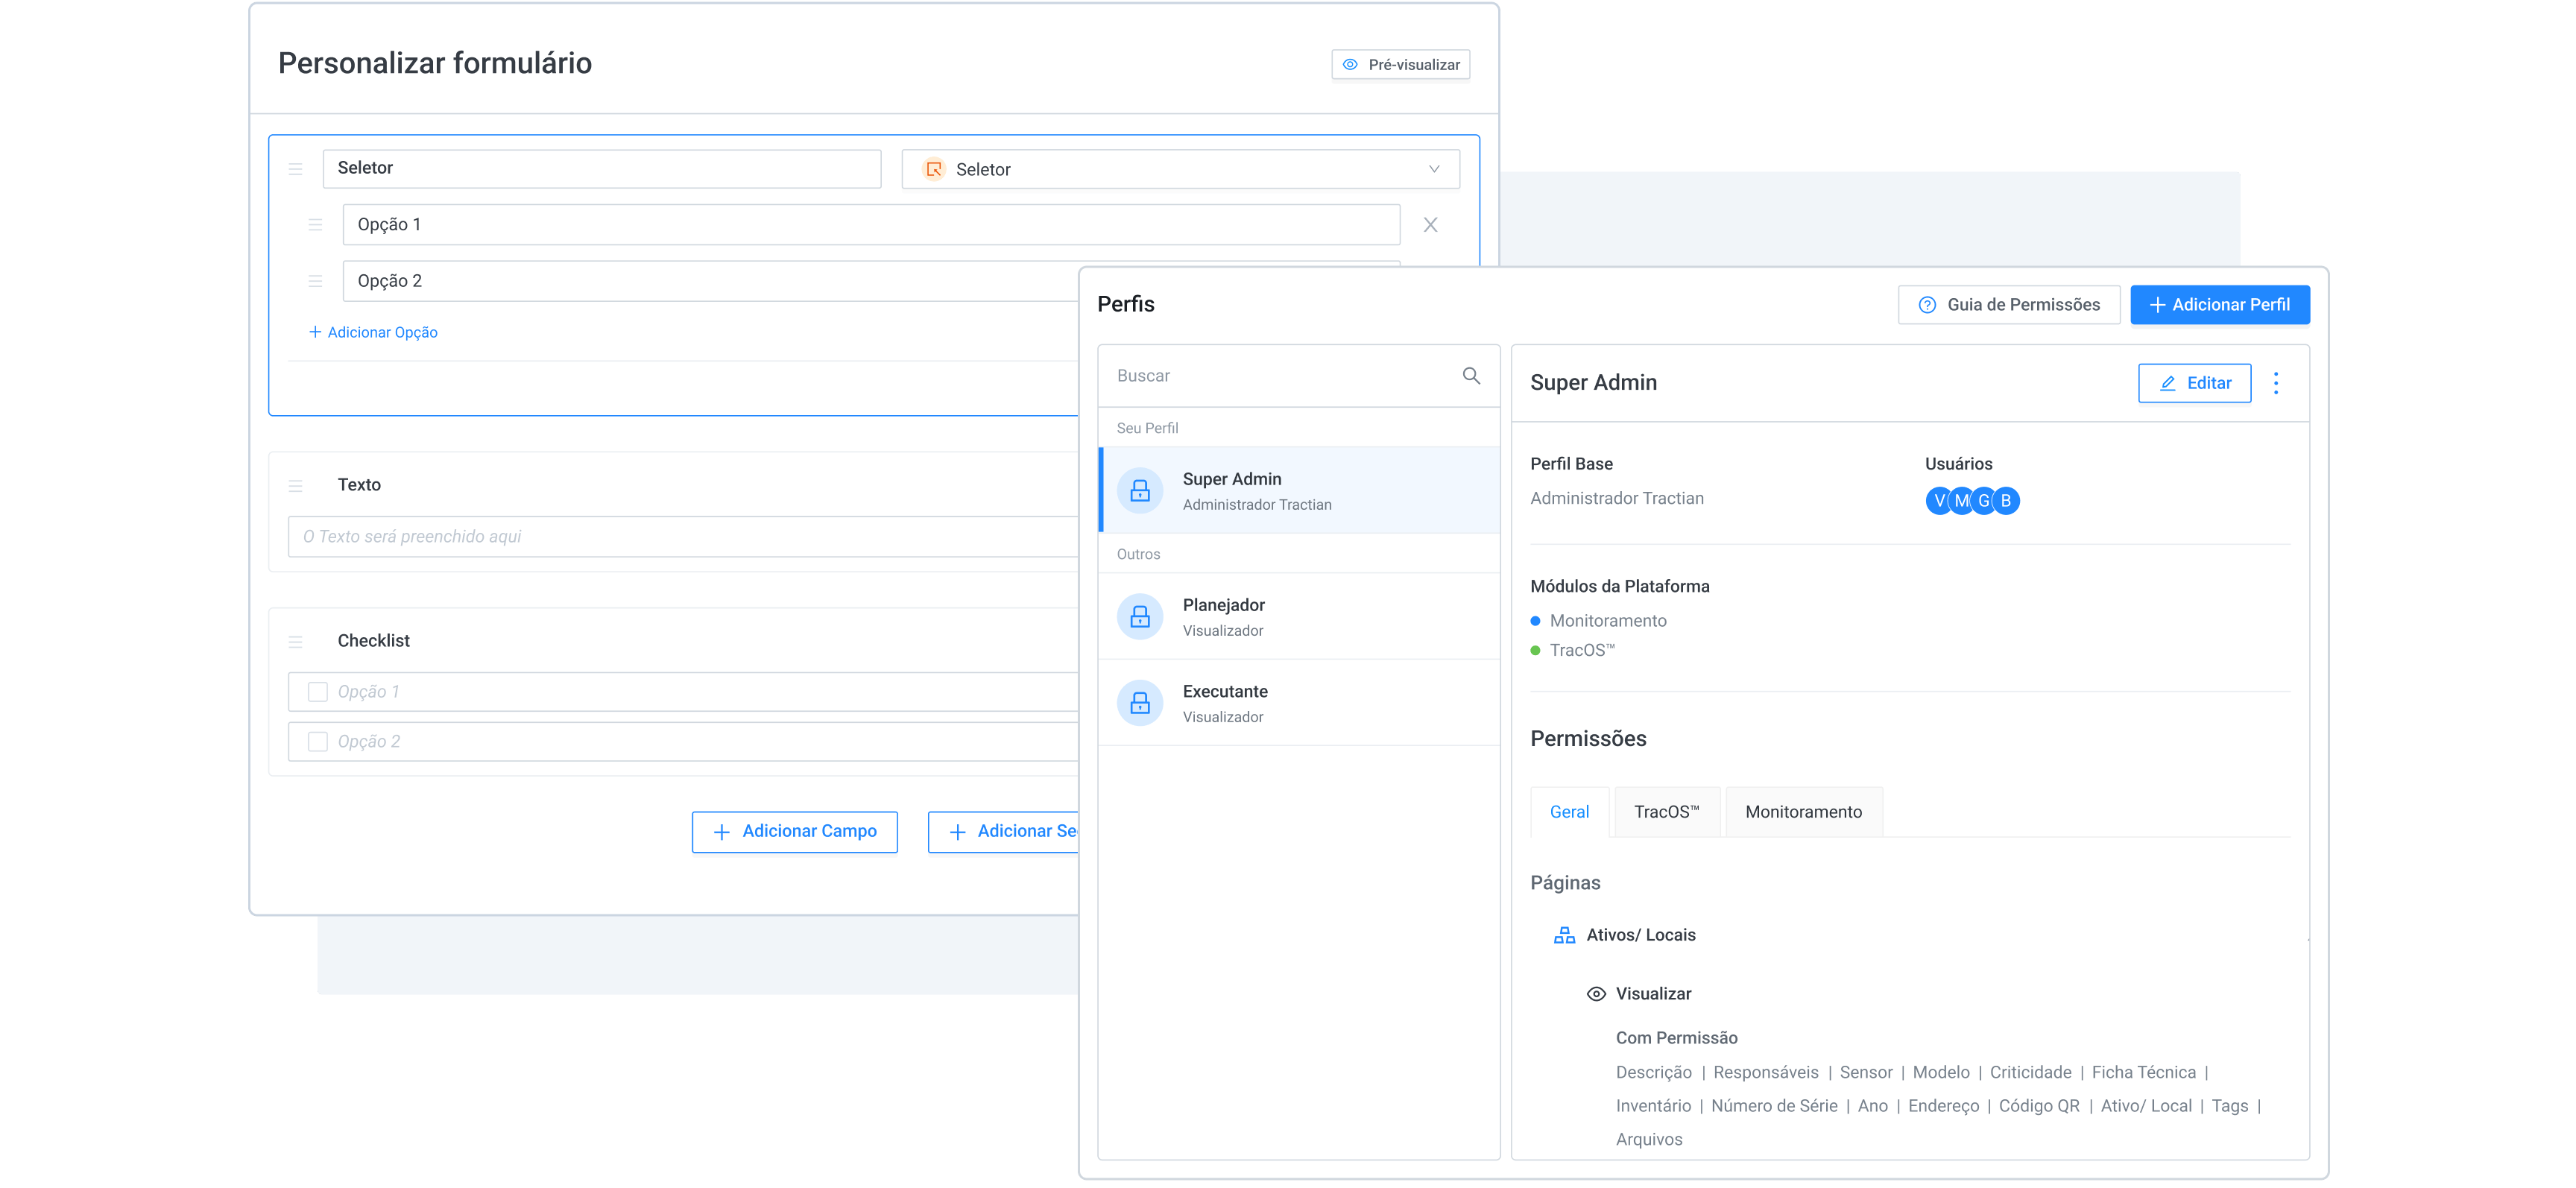 Personalizar formulário
Pré-visualizar
Seletor
Seletor
Opção 1
Opção 2
+ Adicionar Opção
Texto
O Texto será preenchido aqui
Checklist
Opção 1
Opção 2
+ Adicionar Campo
+ Adicionar Se
Perfis
Guia de Permissões
+ Adicionar Perfil
Buscar
Seu Perfil
Super Admin
Administrador Tractian
Outros
Planejador
Visualizador
Executante
Visualizador
Super Admin
Editar
Perfil Base
Usuários
Administrador Tractian
V M G B
Módulos da Plataforma
Monitoramento
TracOS™
Permissões
Geral
TracOS™
Monitoramento
Páginas
Ativos/ Locais
Visualizar
Com Permissão
Descrição | Responsáveis | Sensor | Modelo | Criticidade | Ficha Técnica |
Inventário | Número de Série | Ano | Endereço | Código QR | Ativo/ Local | Tags |
Arquivos